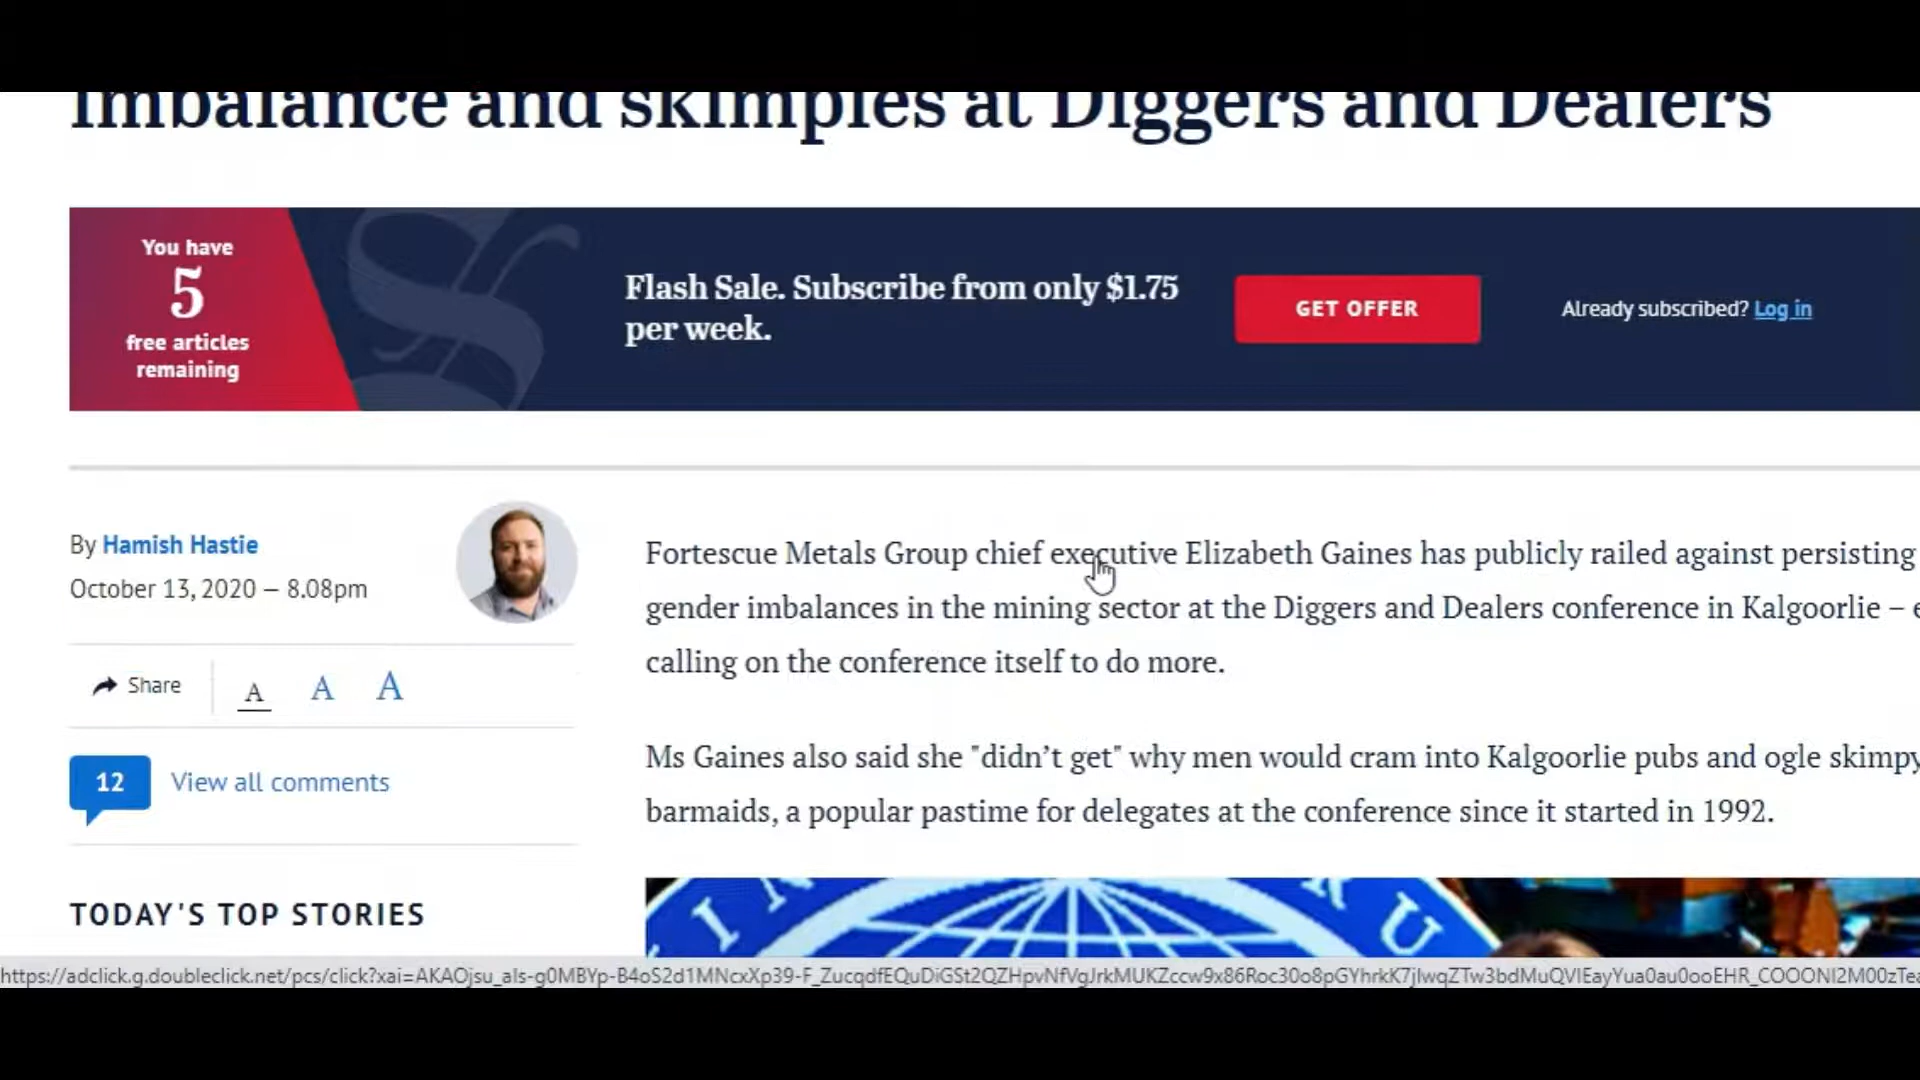 imbalance and skimpies at Diggers and Dealers
You have
5
free articles
remaining
Flash Sale. Subscribe from only $1.75
per week.
GET OFFER
Already subscribed? Log in
By Hamish Hastie
October 13, 2020 – 8.08pm
Share
A A A
12 View all comments
TODAY'S TOP STORIES
Fortescue Metals Group chief executive Elizabeth Gaines has publicly railed against persisting
gender imbalances in the mining sector at the Diggers and Dealers conference in Kalgoorlie –
calling on the conference itself to do more.
Ms Gaines also said she "didn’t get" why men would cram into Kalgoorlie pubs and ogle skimpy
barmaids, a popular pastime for delegates at the conference since it started in 1992.